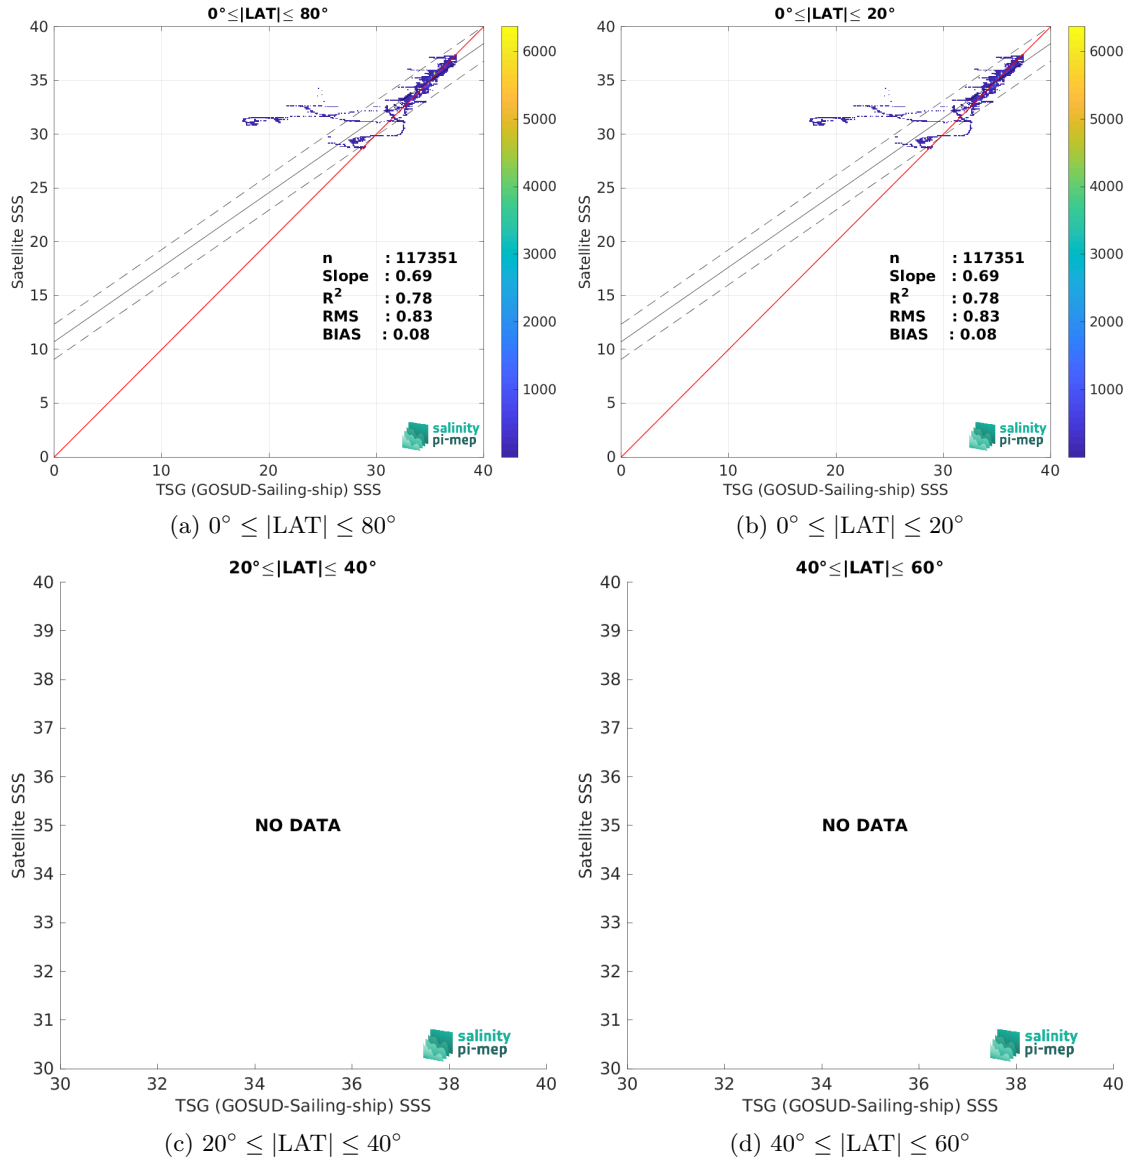 0°≤|LAT|≤ 80°
40
35
30
25
20
15
10
5
0
Satellite SSS
n : 117351
Slope : 0.69
R² : 0.78
RMS : 0.83
BIAS : 0.08
salinity
pi-mep
0 10 20 30 40
TSG (GOSUD-Sailing-ship) SSS
6000
5000
4000
3000
2000
1000
(a) 0° ≤ |LAT| ≤ 80°
0°≤|LAT|≤ 20°
40
35
30
25
20
15
10
5
0
Satellite SSS
n : 117351
Slope : 0.69
R² : 0.78
RMS : 0.83
BIAS : 0.08
salinity
pi-mep
0 10 20 30 40
TSG (GOSUD-Sailing-ship) SSS
6000
5000
4000
3000
2000
1000
(b) 0° ≤ |LAT| ≤ 20°
20°≤|LAT|≤ 40°
40
39
38
37
36
35
34
33
32
31
30
Satellite SSS
NO DATA
salinity
pi-mep
30 32 34 36 38 40
TSG (GOSUD-Sailing-ship) SSS
(c) 20° ≤ |LAT| ≤ 40°
40°≤|LAT|≤ 60°
40
39
38
37
36
35
34
33
32
31
30
Satellite SSS
NO DATA
salinity
pi-mep
30 32 34 36 38 40
TSG (GOSUD-Sailing-ship) SSS
(d) 40° ≤ |LAT| ≤ 60°